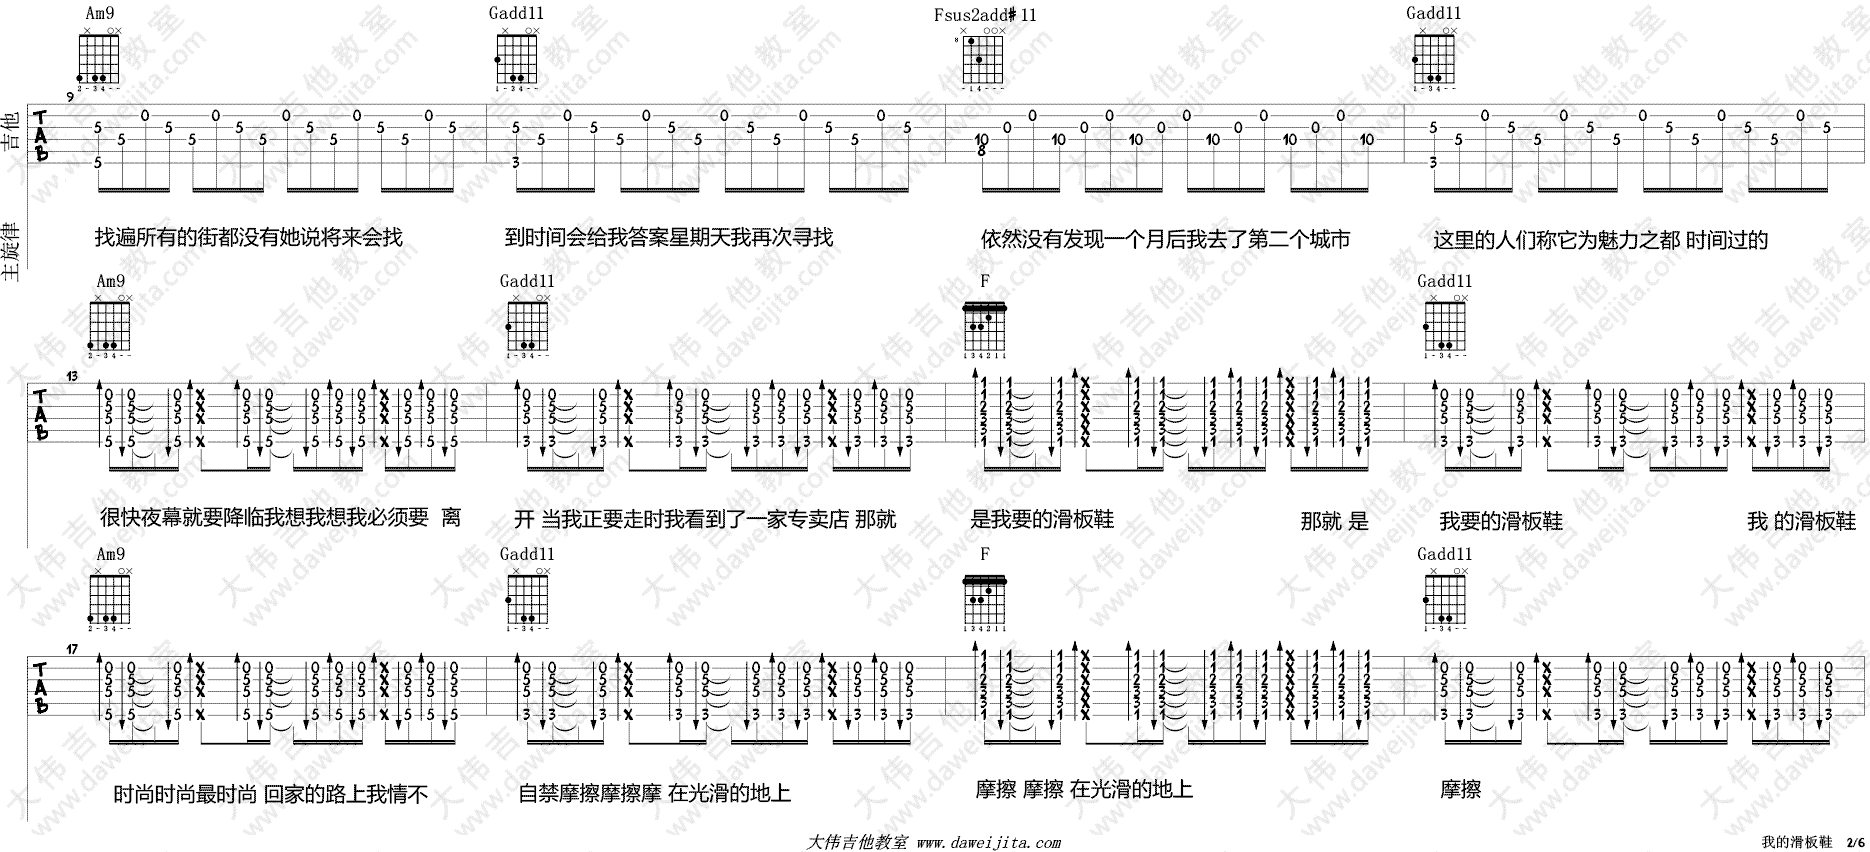 Am9 Gadd11 Fsus2add#11 Gadd11
9
吉他
TAB
主旋律
找遍所有的街都没有她说将来会找 到时间会给我答案星期天我再次寻找 依然没有发现一个月后我去了第二个城市 这里的人们称它为魅力之都 时间过的
Am9 Gadd11 F Gadd11
13
TAB
很快夜幕就要降临我想我想我必须要 离 开 当我正要走时我看到了一家专卖店 那就 是我要的滑板鞋 那就 是 我要的滑板鞋 我 的滑板鞋
Am9 Gadd11 F Gadd11
17
TAB
时尚时尚最时尚 回家的路上我情不 自禁摩擦摩擦摩 在光滑的地上 摩擦 摩擦 在光滑的地上 摩擦
大伟吉他教室 www.daweijita.com
我的滑板鞋 2/6